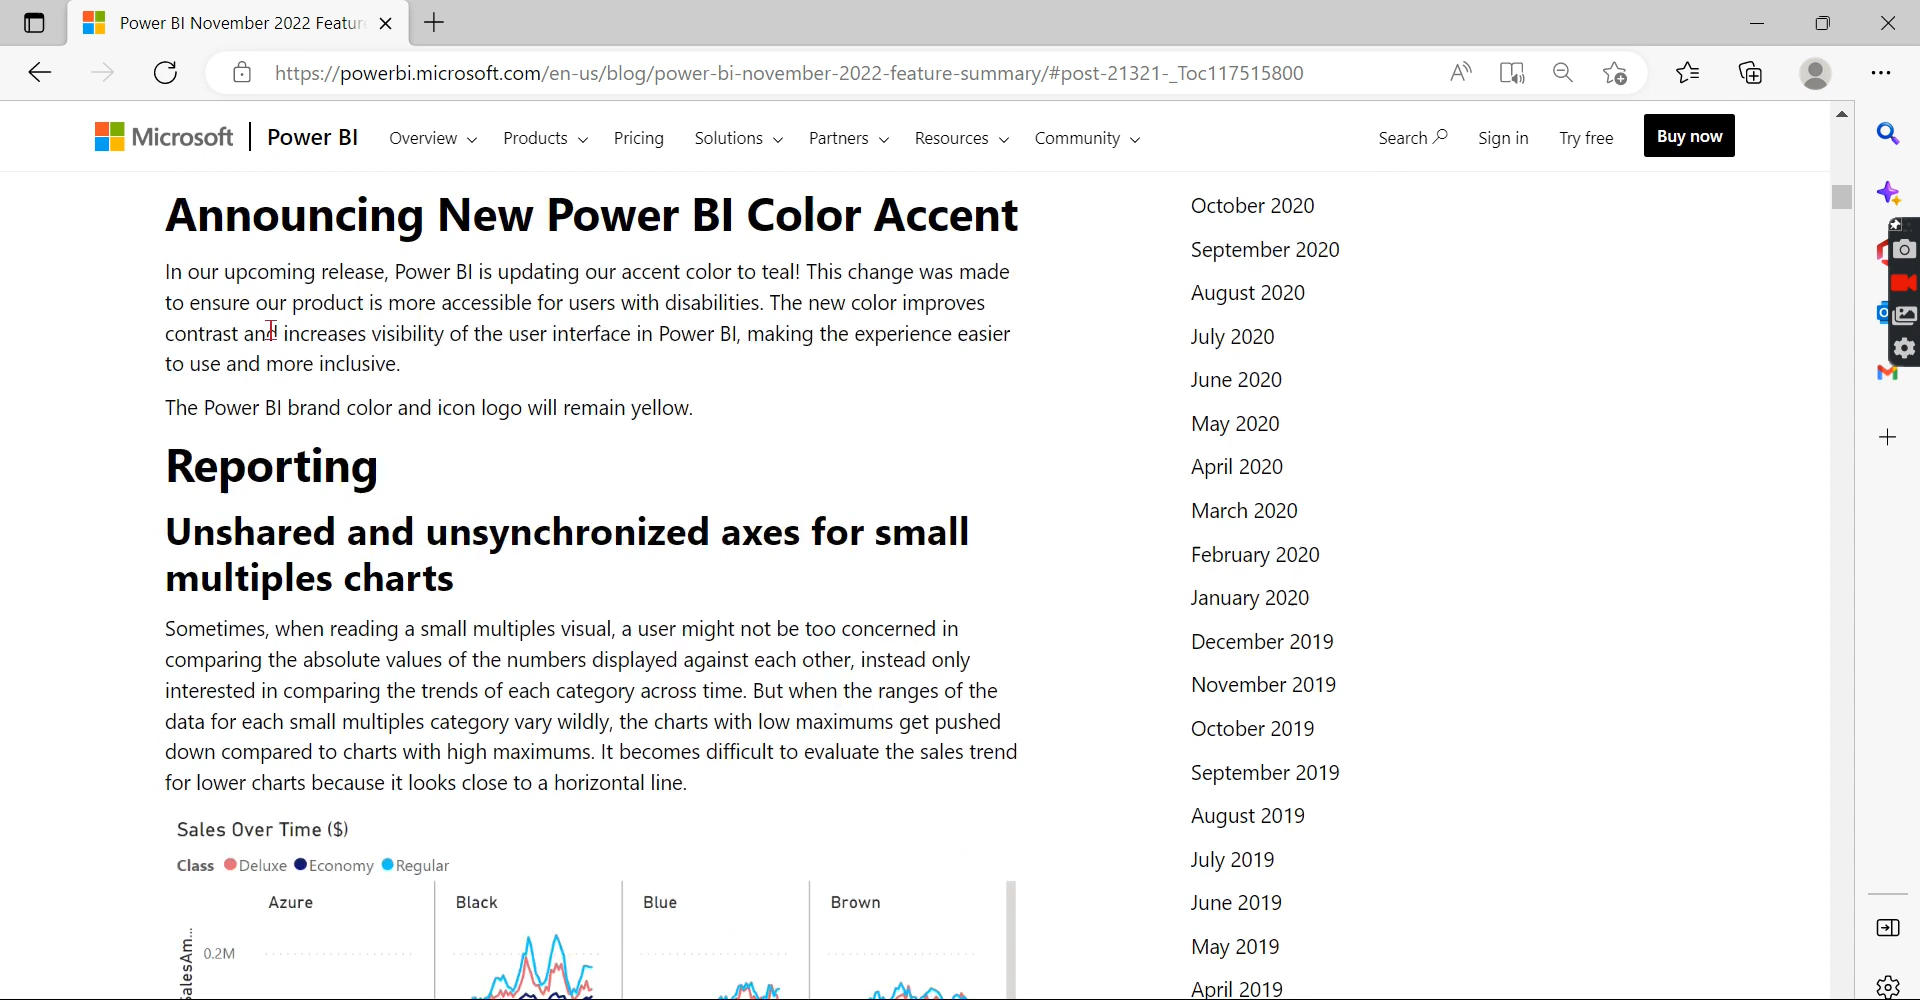 Power BI November 2022 Featur
https://powerbi.microsoft.com/en-us/blog/power-bi-november-2022-feature-summary/#post-21321-_Toc117515800
Microsoft Power BI Overview Products Pricing Solutions Partners Resources Community Search Sign in Try free Buy now
Announcing New Power BI Color Accent
In our upcoming release, Power BI is updating our accent color to teal! This change was made
to ensure our product is more accessible for users with disabilities. The new color improves
contrast and increases visibility of the user interface in Power BI, making the experience easier
to use and more inclusive.
The Power BI brand color and icon logo will remain yellow.
Reporting
Unshared and unsynchronized axes for small
multiples charts
Sometimes, when reading a small multiples visual, a user might not be too concerned in
comparing the absolute values of the numbers displayed against each other, instead only
interested in comparing the trends of each category across time. But when the ranges of the
data for each small multiples category vary wildly, the charts with low maximums get pushed
down compared to charts with high maximums. It becomes difficult to evaluate the sales trend
for lower charts because it looks close to a horizontal line.
Sales Over Time ($)
Class Deluxe Economy Regular
Azure Black Blue Brown
0.2M
SalesAm...
October 2020
September 2020
August 2020
July 2020
June 2020
May 2020
April 2020
March 2020
February 2020
January 2020
December 2019
November 2019
October 2019
September 2019
August 2019
July 2019
June 2019
May 2019
April 2019